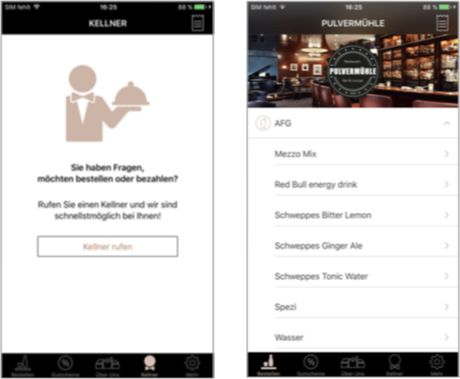 SIM fehlt 16:25 88 %
KELLNER
Sie haben Fragen,
möchten bestellen oder bezahlen?
Rufen Sie einen Kellner und wir sind
schnellstmöglich bei Ihnen!
Kellner rufen
Bestellen Gutscheine Über Uns Kellner Mehr
SIM fehlt 16:25 88 %
PULVERMÜHLE
PULVERMÜHLE
AFG
Mezzo Mix
Red Bull energy drink
Schweppes Bitter Lemon
Schweppes Ginger Ale
Schweppes Tonic Water
Spezi
Wasser
Bestellen Gutscheine Über Uns Kellner Mehr